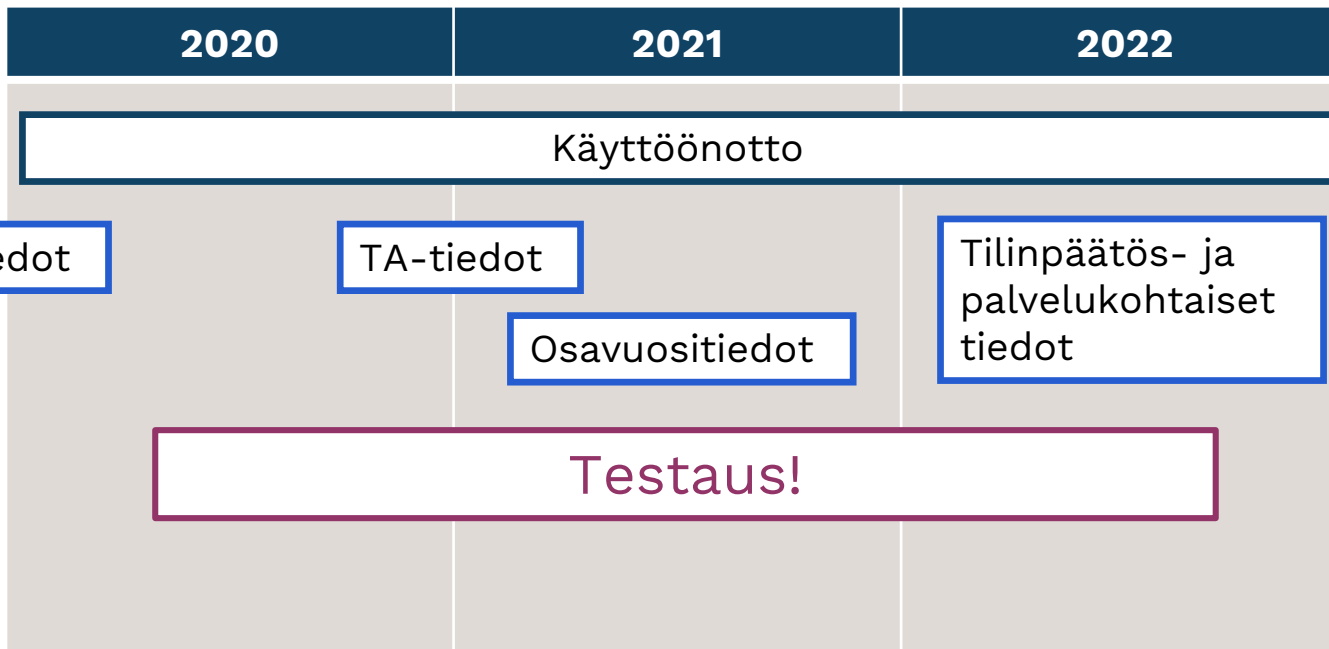 2020 2021 2022
Käyttöönotto
edot TA-tiedot
Osavuositiedot
Tilinpäätös- ja
palvelukohtaiset
tiedot
Testaus!